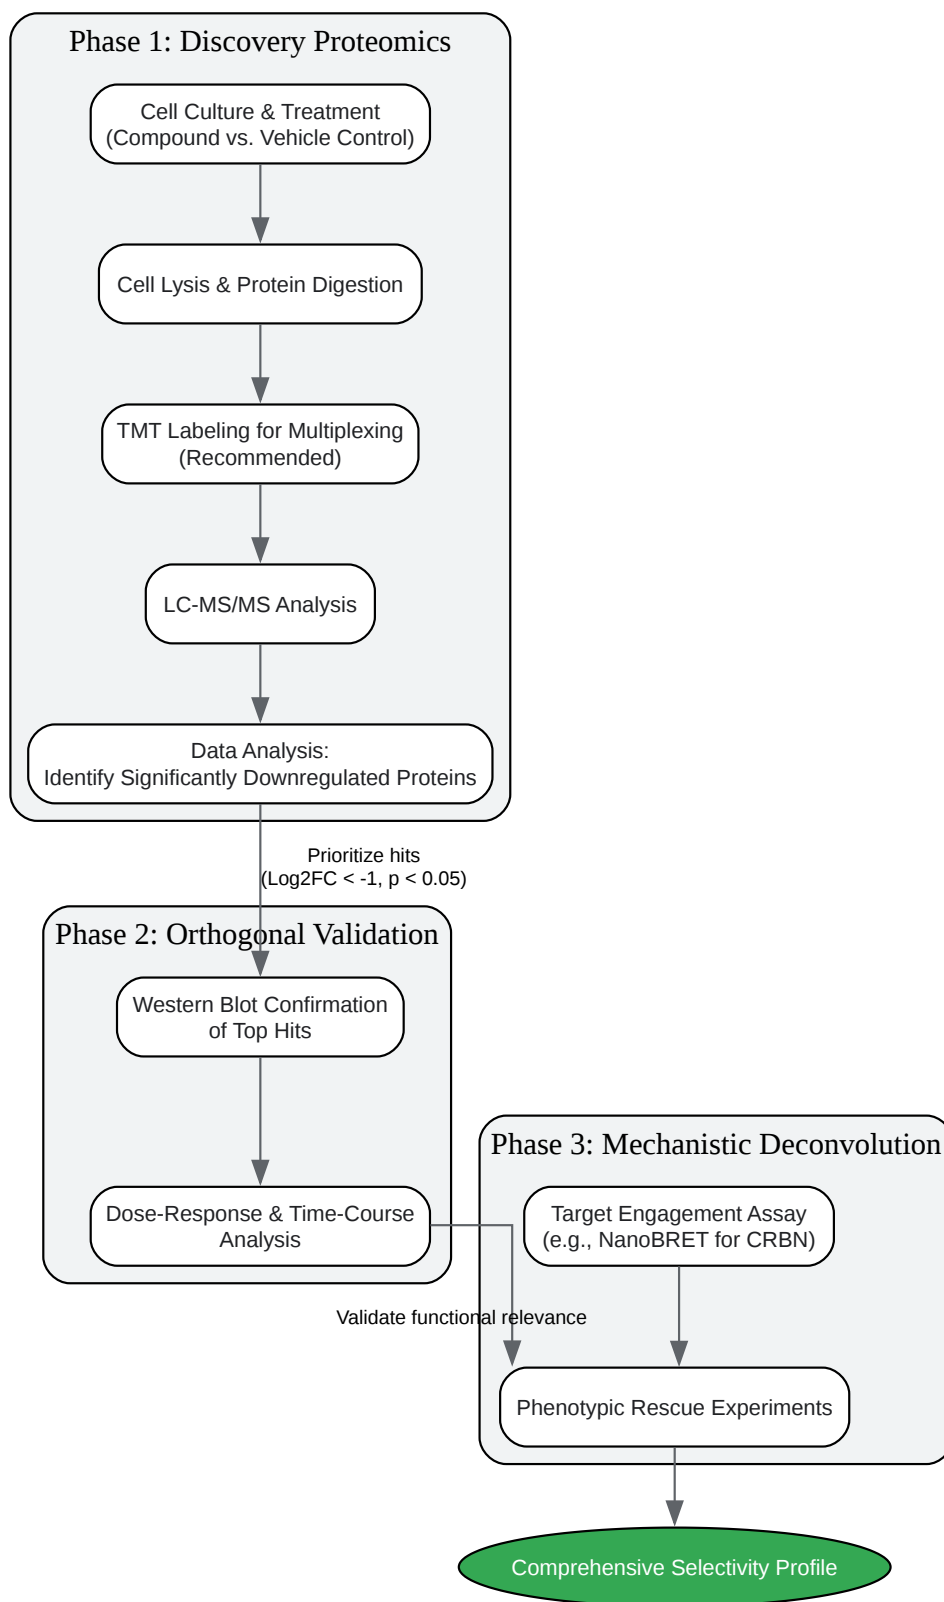 Phase 1: Discovery Proteomics
Cell Culture & Treatment
(Compound vs. Vehicle Control)
Cell Lysis & Protein Digestion
TMT Labeling for Multiplexing
(Recommended)
LC-MS/MS Analysis
Data Analysis:
Identify Significantly Downregulated Proteins
Prioritize hits
(Log2FC < -1, p < 0.05)
Phase 2: Orthogonal Validation
Western Blot Confirmation
of Top Hits
Dose-Response & Time-Course
Analysis
Phase 3: Mechanistic Deconvolution
Target Engagement Assay
(e.g., NanoBRET for CRBN)
Validate functional relevance
Phenotypic Rescue Experiments
Comprehensive Selectivity Profile